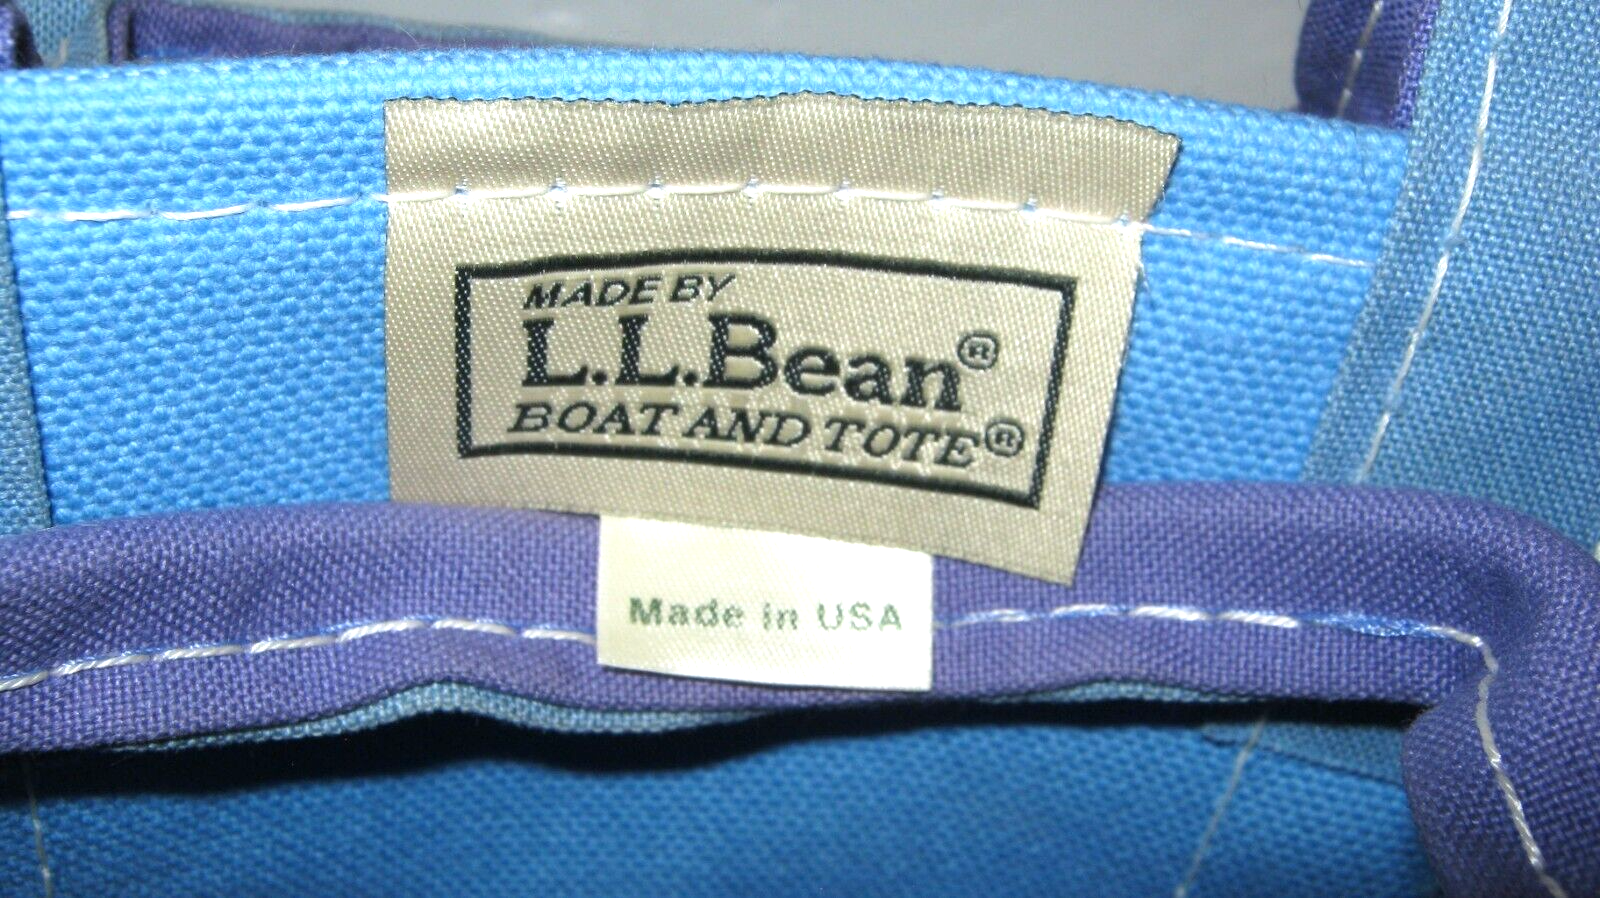 MADE BY
L.L.Bean®
BOAT AND TOTE®
Made in USA